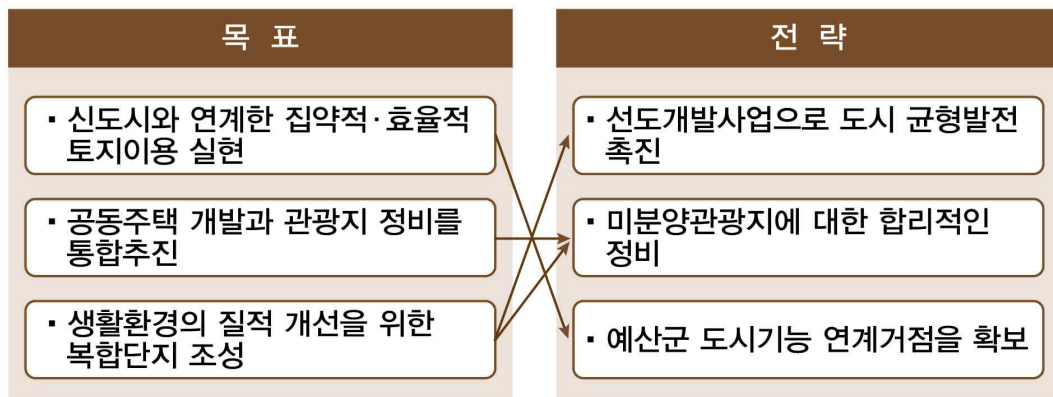 목 표
▪ 신도시와 연계한 집약적·효율적
토지이용 실현
▪ 공동주택 개발과 관광지 정비를
통합추진
▪ 생활환경의 질적 개선을 위한
복합단지 조성
전 략
▪ 선도개발사업으로 도시 균형발전
촉진
▪ 미분양관광지에 대한 합리적인
정비
▪ 예산군 도시기능 연계거점을 확보